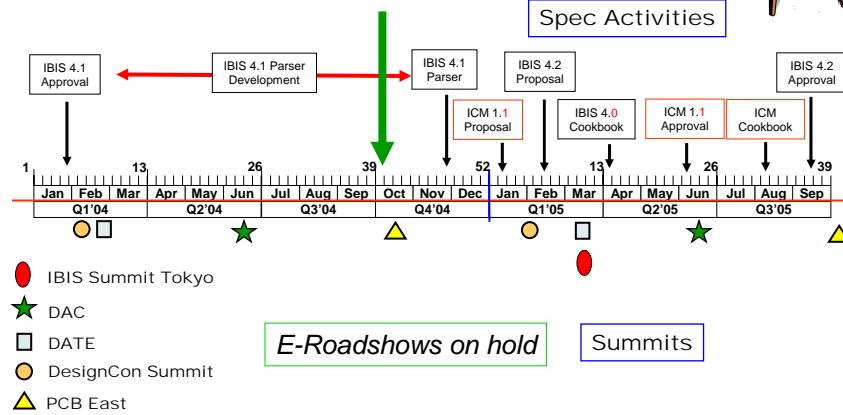 Spec Activities
IBIS 4.1
Approval
IBIS 4.1 Parser
Development
IBIS 4.1
Parser
IBIS 4.2
Proposal
IBIS 4.2
Approval
ICM 1.1
Proposal
IBIS 4.0
Cookbook
ICM 1.1
Approval
ICM
Cookbook
1 13 26 39 52 13 26 39
Jan Feb Mar Apr May Jun Jul Aug Sep Oct Nov Dec Jan Feb Mar Apr May Jun Jul Aug Sep
Q1'04 Q2'04 Q3'04 Q4'04 Q1'05 Q2'05 Q3'05
IBIS Summit Tokyo
DAC
DATE
DesignCon Summit
PCB East
E-Roadshows on hold
Summits